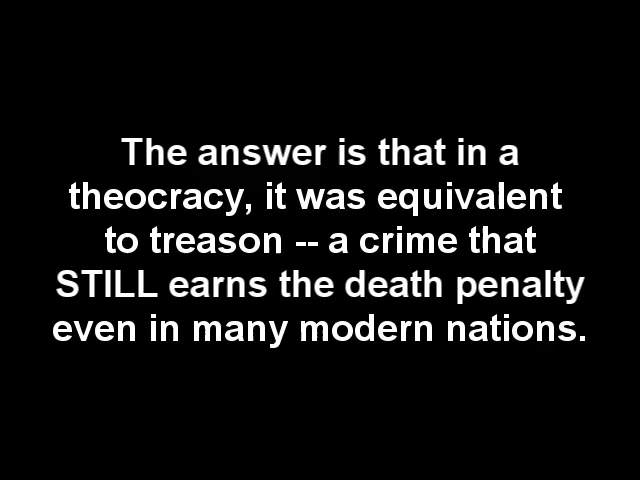 The answer is that in a
theocracy, it was equivalent
to treason -- a crime that
STILL earns the death penalty
even in many modern nations.